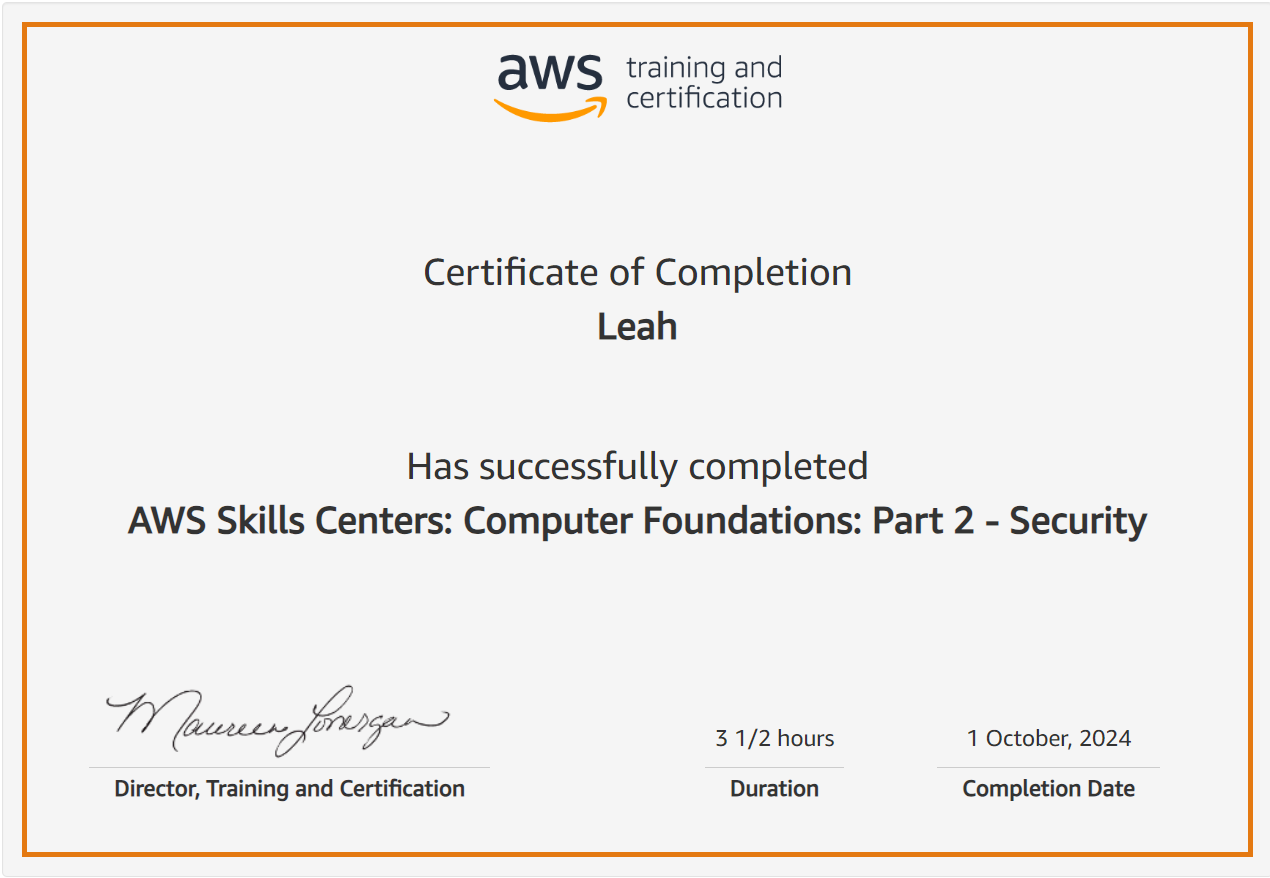 aws training and
certification
Certificate of Completion
Leah
Has successfully completed
AWS Skills Centers: Computer Foundations: Part 2 - Security
Maureen Lonergan
3 1/2 hours
1 October, 2024
Director, Training and Certification
Duration
Completion Date